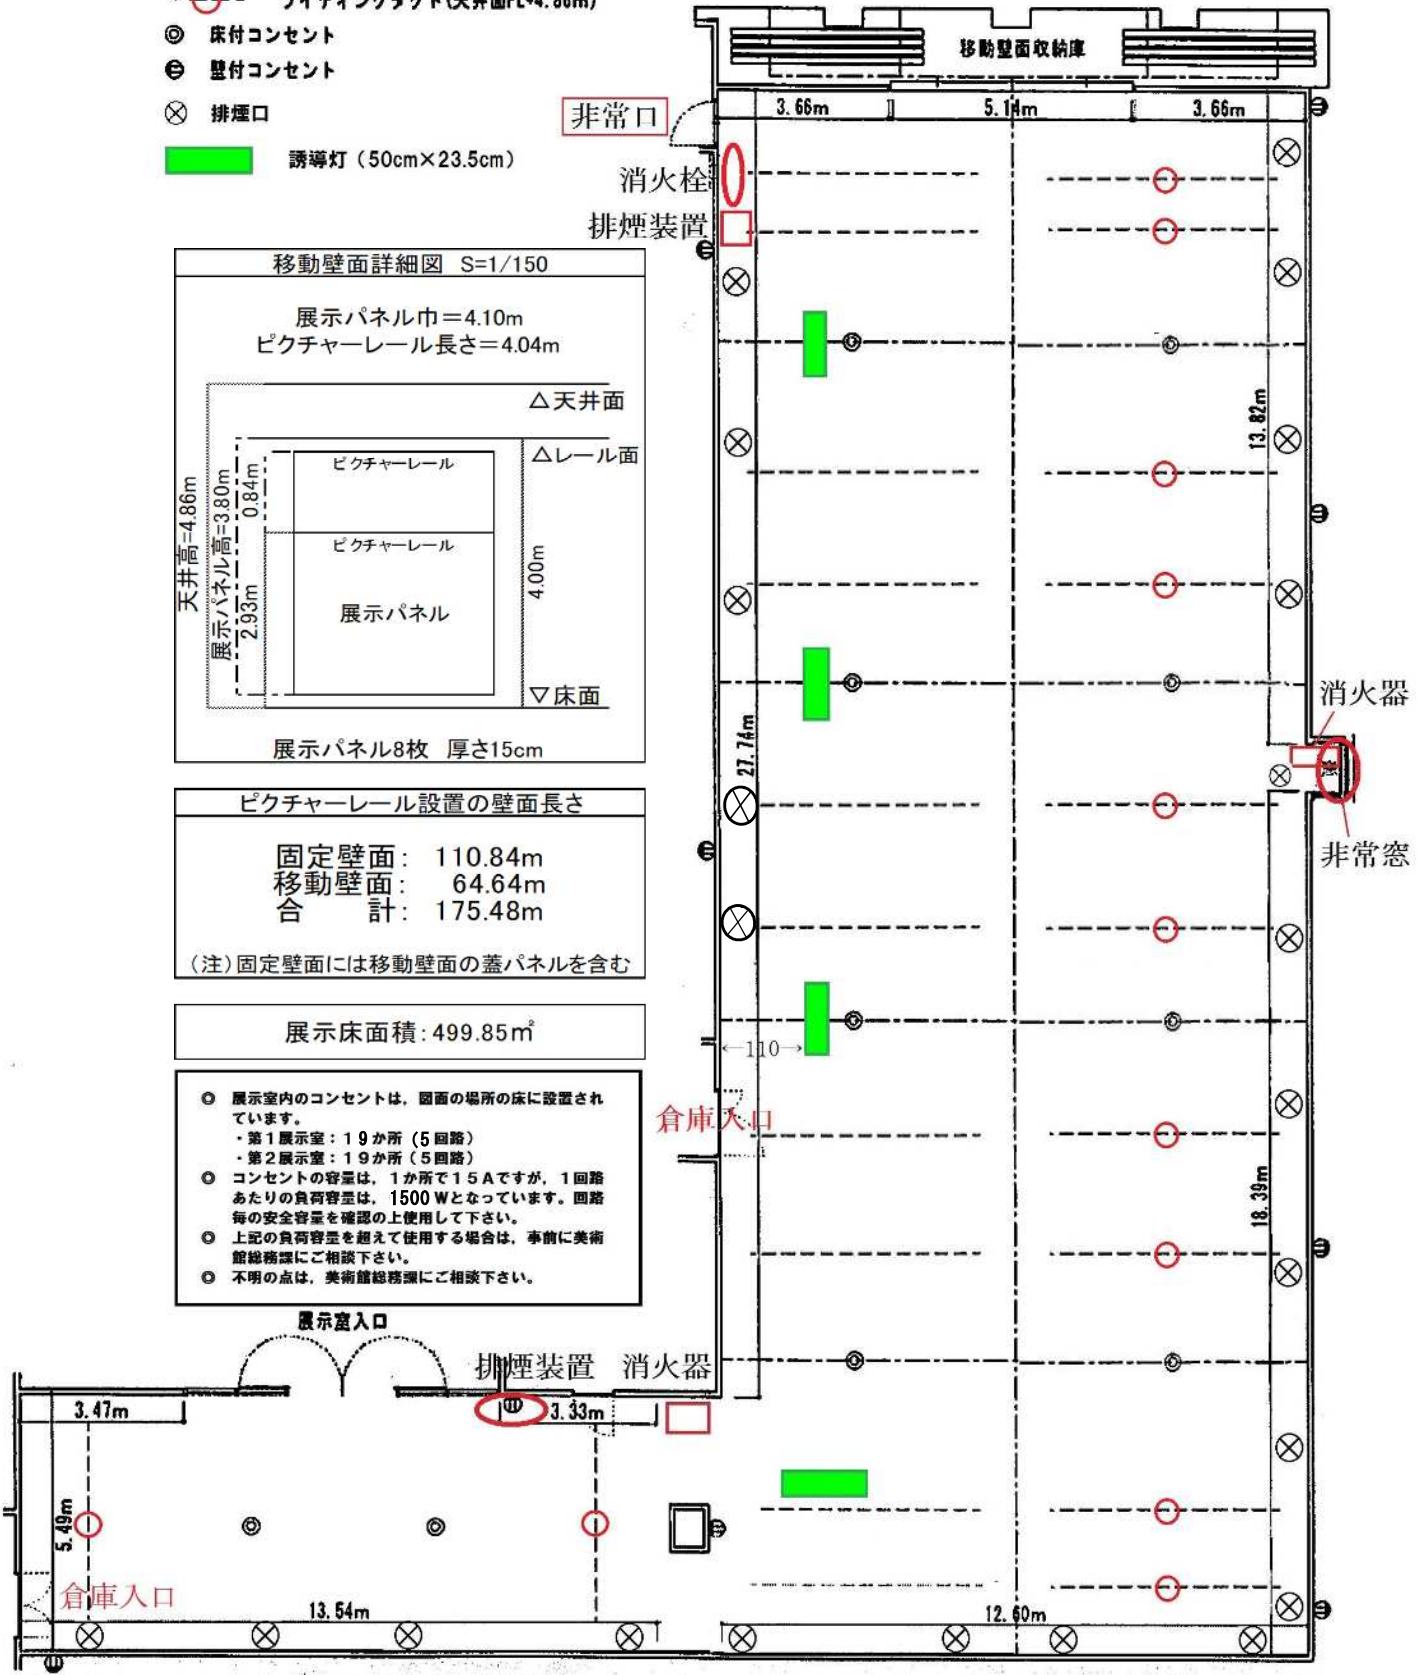 ライティングダクト(天井面FL+4.86m)
床付コンセント
壁付コンセント
排煙口
誘導灯（50cm×23.5cm）
移動壁面収納庫
3.66m
5.14m
3.66m
非常口
消火栓
排煙装置
移動壁面詳細図 S=1/150
展示パネル巾＝4.10m
ピクチャーレール長さ＝4.04m
△天井面
△レール面
ピクチャーレール
ピクチャーレール
展示パネル
▽床面
天井高=4.86m
展示パネル高=3.80m
0.84m
2.93m
4.00m
展示パネル8枚 厚さ15cm
ピクチャーレール設置の壁面長さ
固定壁面： 110.84m
移動壁面： 64.64m
合　　計： 175.48m
（注）固定壁面には移動壁面の蓋パネルを含む
展示床面積：499.85㎡
◎ 展示室内のコンセントは，図面の場所の床に設置され
ています。
・第１展示室：１９か所（５回路）
・第２展示室：１９か所（５回路）
◎ コンセントの容量は，１か所で１５Ａですが，１回路
あたりの負荷容量は，1500Ｗとなっています。回路
毎の安全容量を確認の上使用して下さい。
◎ 上記の負荷容量を超えて使用する場合は，事前に美術
館総務課にご相談下さい。
◎ 不明の点は，美術館総務課にご相談下さい。
13.82m
27.74m
消火器
非常窓
←110→
倉庫入口
18.39m
展示室入口
排煙装置
消火器
3.47m
3.33m
5.49m
倉庫入口
13.54m
12.60m